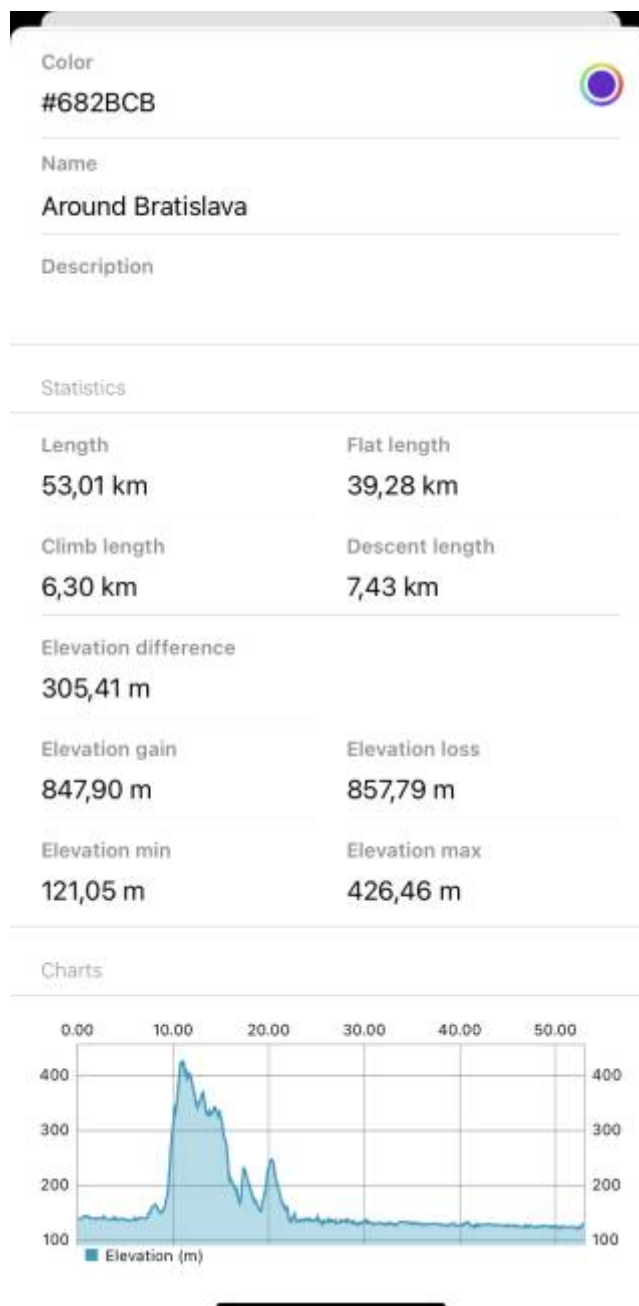 Color
#682BCB
Name
Around Bratislava
Description
Statistics
Length Flat length
53,01 km 39,28 km
Climb length Descent length
6,30 km 7,43 km
Elevation difference
305,41 m
Elevation gain Elevation loss
847,90 m 857,79 m
Elevation min Elevation max
121,05 m 426,46 m
Charts
0.00 10.00 20.00 30.00 40.00 50.00
400 400
300 300
200 200
100 100
Elevation (m)